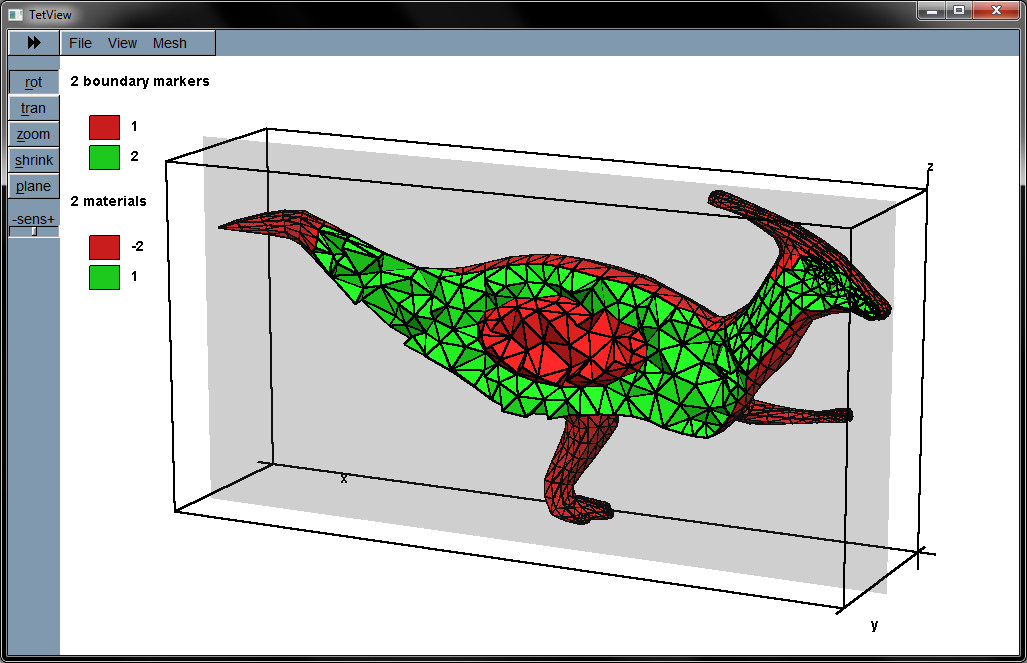 TetView
File View Mesh
rot
tran
zoom
shrink
plane
-sens+
2 boundary markers
1
2
2 materials
-2
1
z
x
y